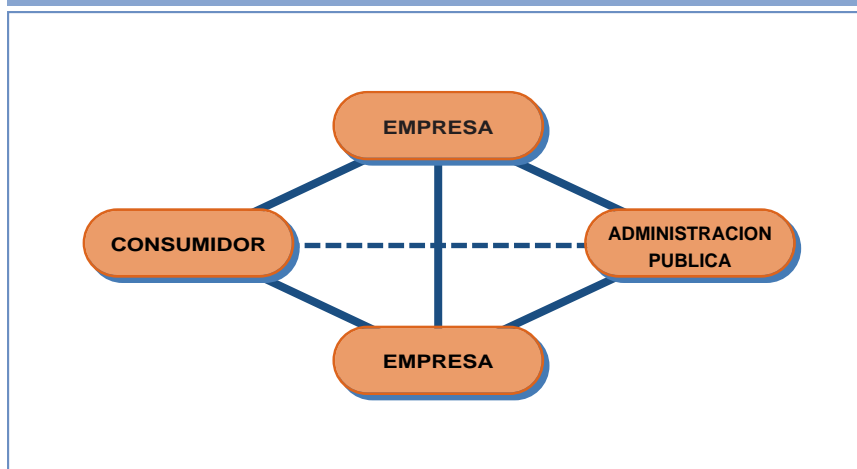 EMPRESA
CONSUMIDOR
ADMINISTRACION
PUBLICA
EMPRESA